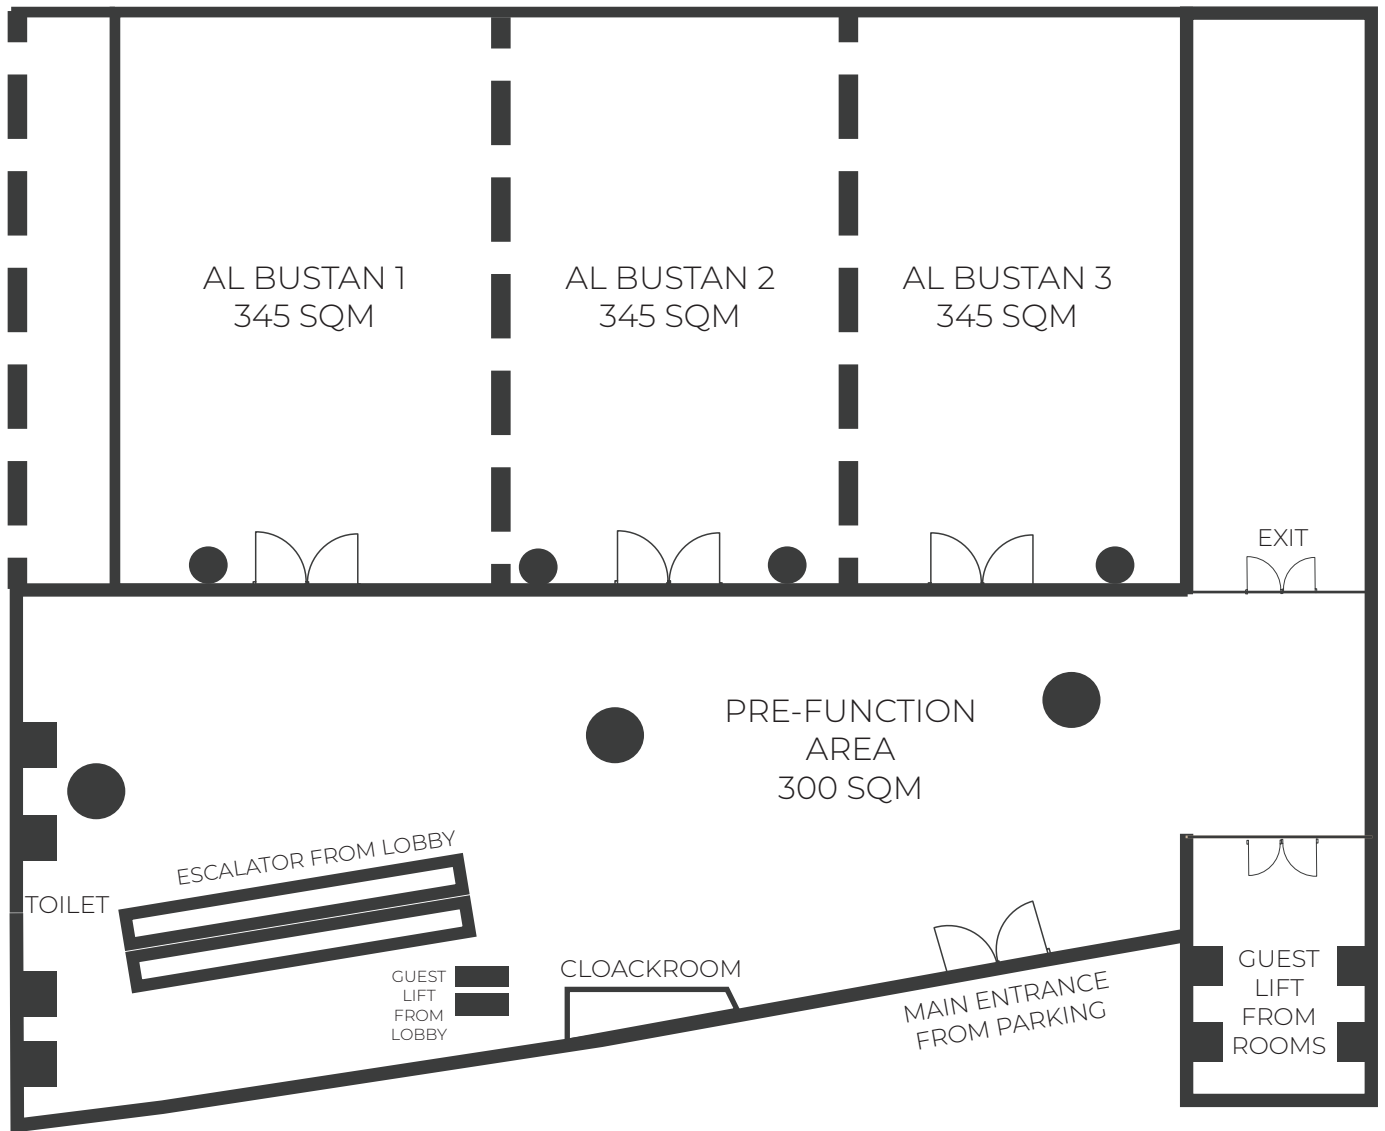 AL BUSTAN 1
345 SQM
AL BUSTAN 2
345 SQM
AL BUSTAN 3
345 SQM
EXIT
PRE-FUNCTION
AREA
300 SQM
ESCALATOR FROM LOBBY
TOILET
GUEST
LIFT
FROM
LOBBY
CLOACKROOM
MAIN ENTRANCE
FROM PARKING
GUEST
LIFT
FROM
ROOMS